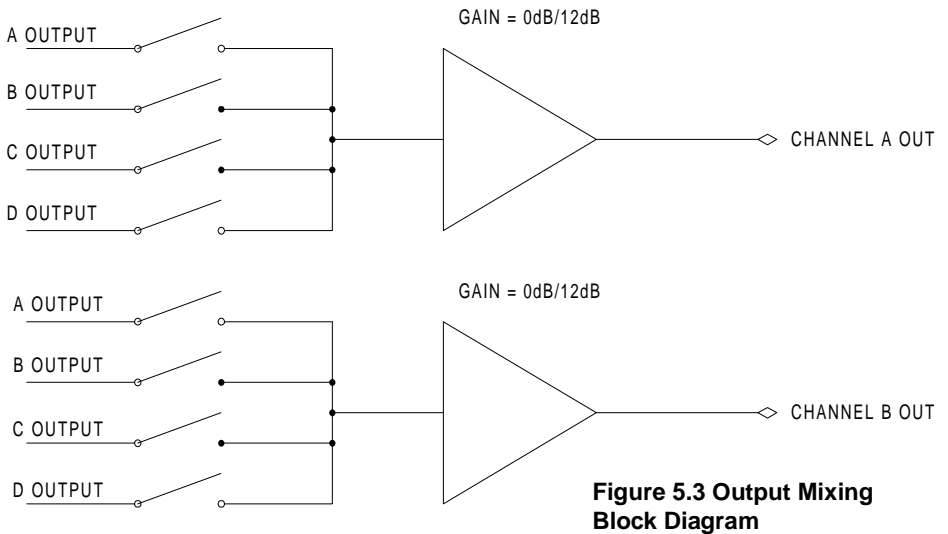 GAIN = 0dB/12dB
A OUTPUT
B OUTPUT
C OUTPUT
D OUTPUT
CHANNEL A OUT
GAIN = 0dB/12dB
A OUTPUT
B OUTPUT
C OUTPUT
D OUTPUT
CHANNEL B OUT
Figure 5.3 Output Mixing
Block Diagram